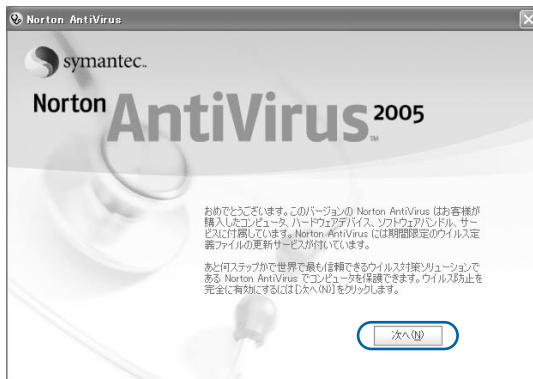 Norton AntiVirus
symantec™
Norton AntiVirus™ 2005
おめでとうございます。このバージョンの Norton AntiVirus はお客様が
購入したコンピュータ、ハードウェアデバイス、ソフトウェアバンドル、サー
ビスに付属しています。Norton AntiVirus には期間限定のウイルス定
義ファイルの更新サービスが付いています。
あと何ステップかで世界で最も信頼できるウイルス対策ソリューションで
ある Norton AntiVirus でコンピュータを保護できます。ウイルス防止を
完全に有効にするには[次へ(N)]をクリックします。
次へ(N)